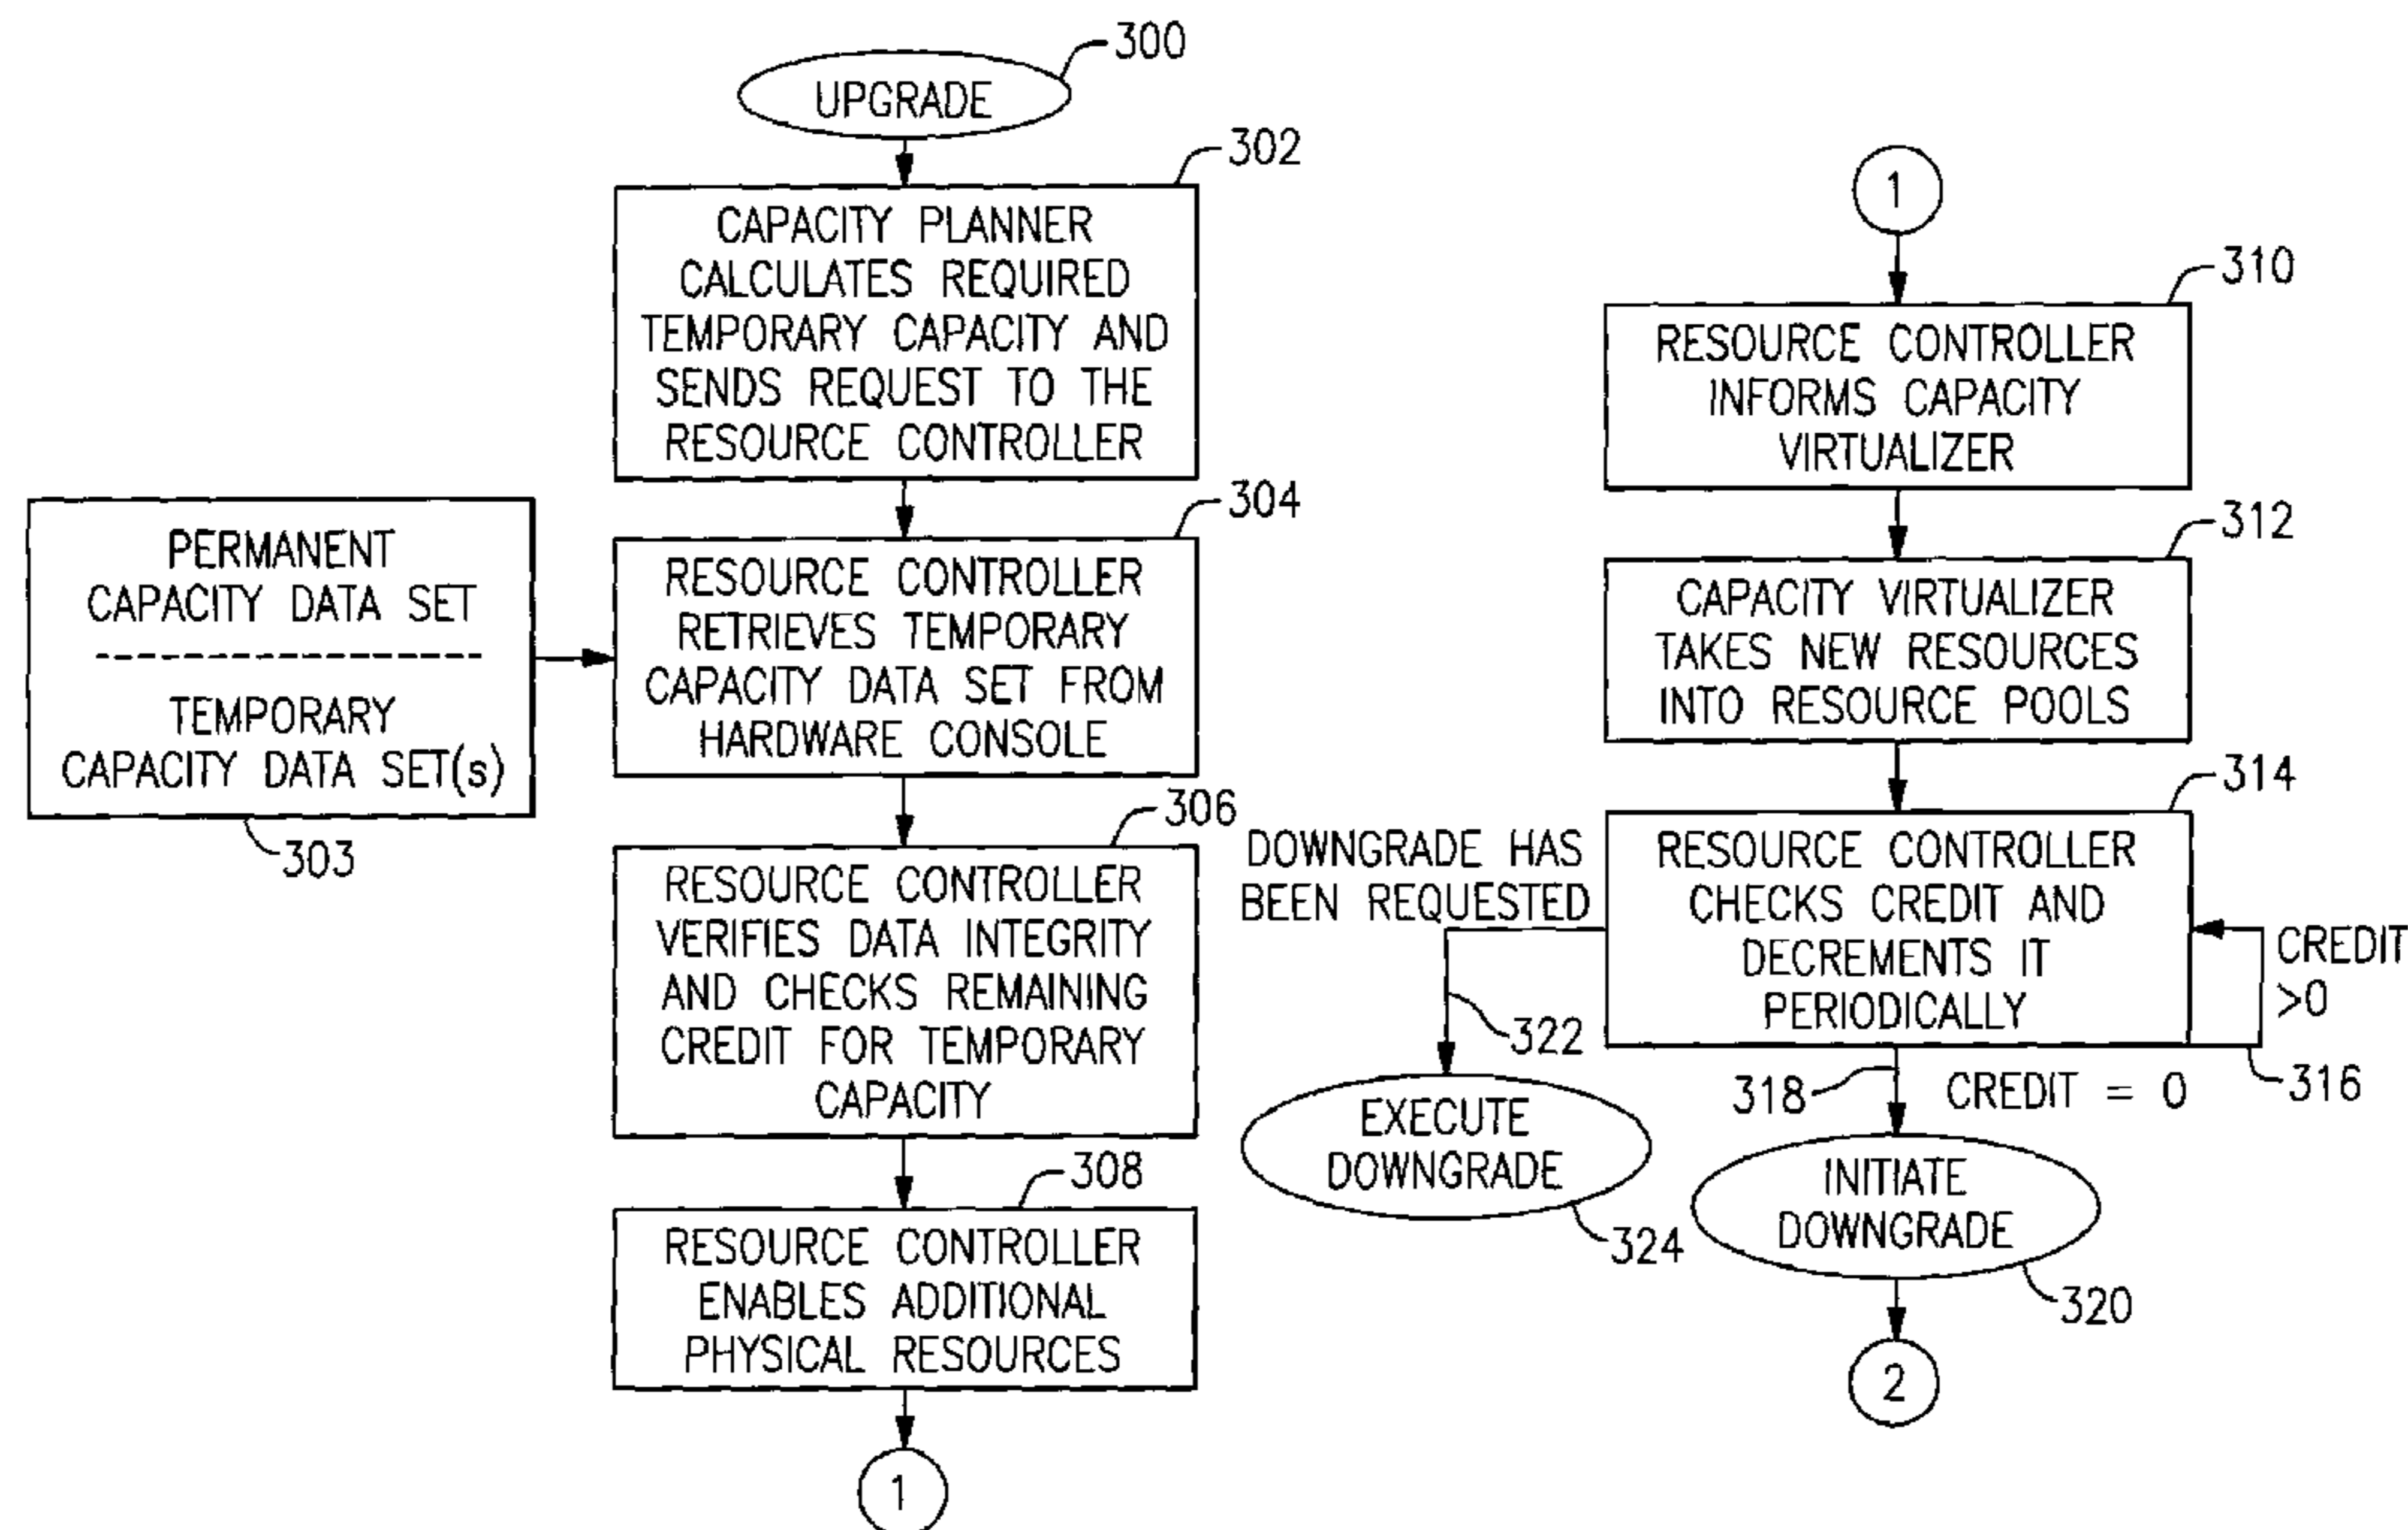 300
UPGRADE
302
CAPACITY PLANNER
CALCULATES REQUIRED
TEMPORARY CAPACITY AND
SENDS REQUEST TO THE
RESOURCE CONTROLLER
PERMANENT
CAPACITY DATA SET
TEMPORARY
CAPACITY DATA SET(s)
303
304
RESOURCE CONTROLLER
RETRIEVES TEMPORARY
CAPACITY DATA SET FROM
HARDWARE CONSOLE
306
RESOURCE CONTROLLER
VERIFIES DATA INTEGRITY
AND CHECKS REMAINING
CREDIT FOR TEMPORARY
CAPACITY
308
RESOURCE CONTROLLER
ENABLES ADDITIONAL
PHYSICAL RESOURCES
1
1
310
RESOURCE CONTROLLER
INFORMS CAPACITY
VIRTUALIZER
312
CAPACITY VIRTUALIZER
TAKES NEW RESOURCES
INTO RESOURCE POOLS
314
RESOURCE CONTROLLER
CHECKS CREDIT AND
DECREMENTS IT
PERIODICALLY
CREDIT
>0
316
DOWNGRADE HAS
BEEN REQUESTED
322
EXECUTE
DOWNGRADE
324
318
CREDIT = 0
INITIATE
DOWNGRADE
320
2